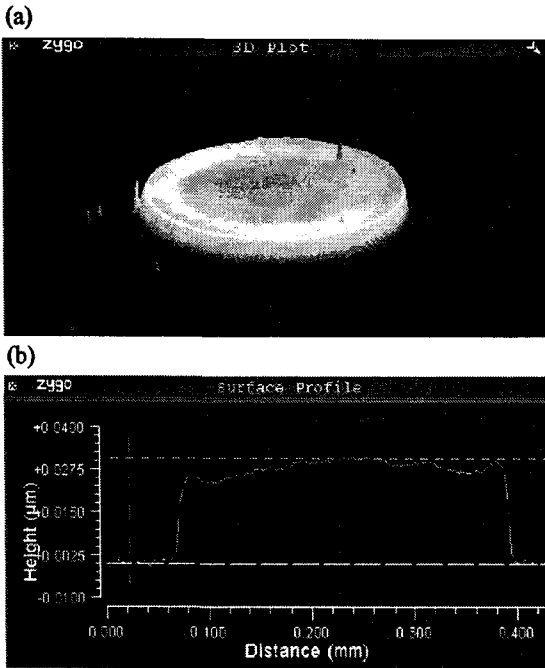 (a)
zygo 3D Plot
(b)
zygo Surface Profile
+0.0400
+0.0275
+0.0150
+0.0025
-0.0100
Height (µm)
0.000 0.100 0.200 0.300 0.400
Distance (mm)